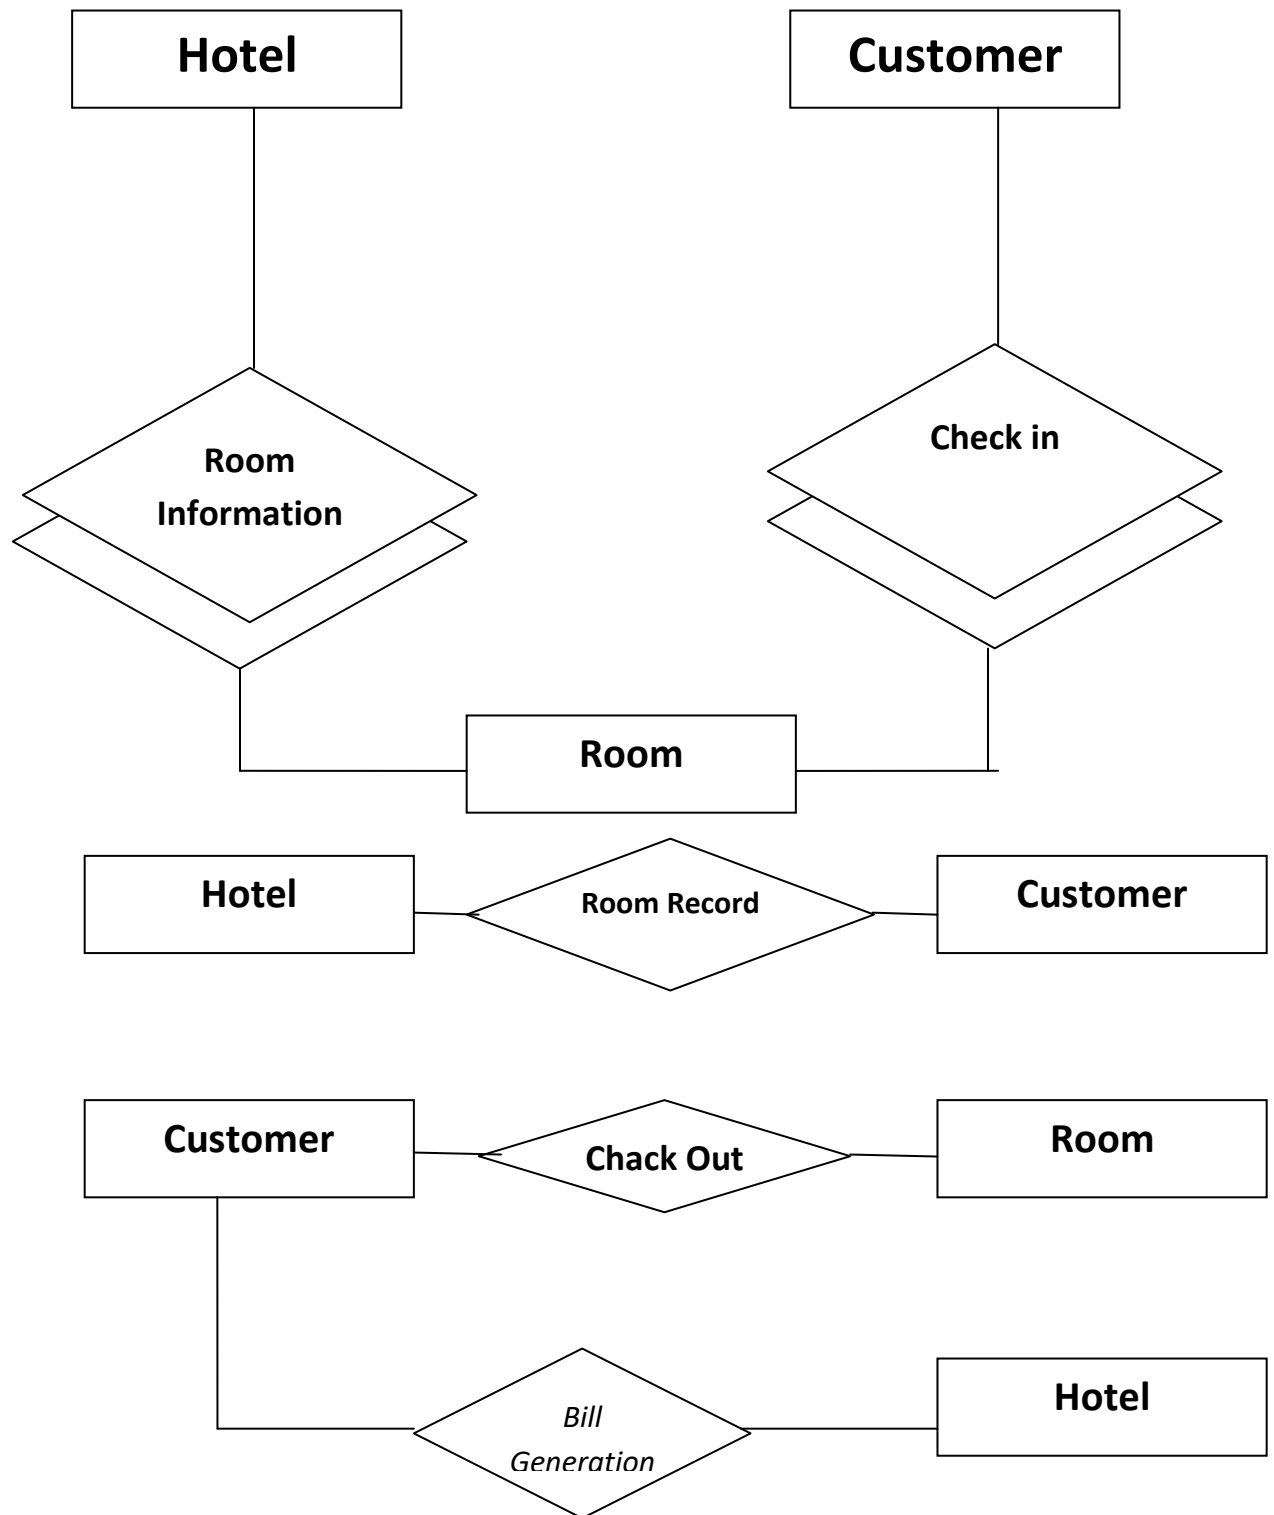 Hotel
Customer
Room
Information
Check in
Room
Hotel
Room Record
Customer
Customer
Chack Out
Room
Bill
Generation
Hotel